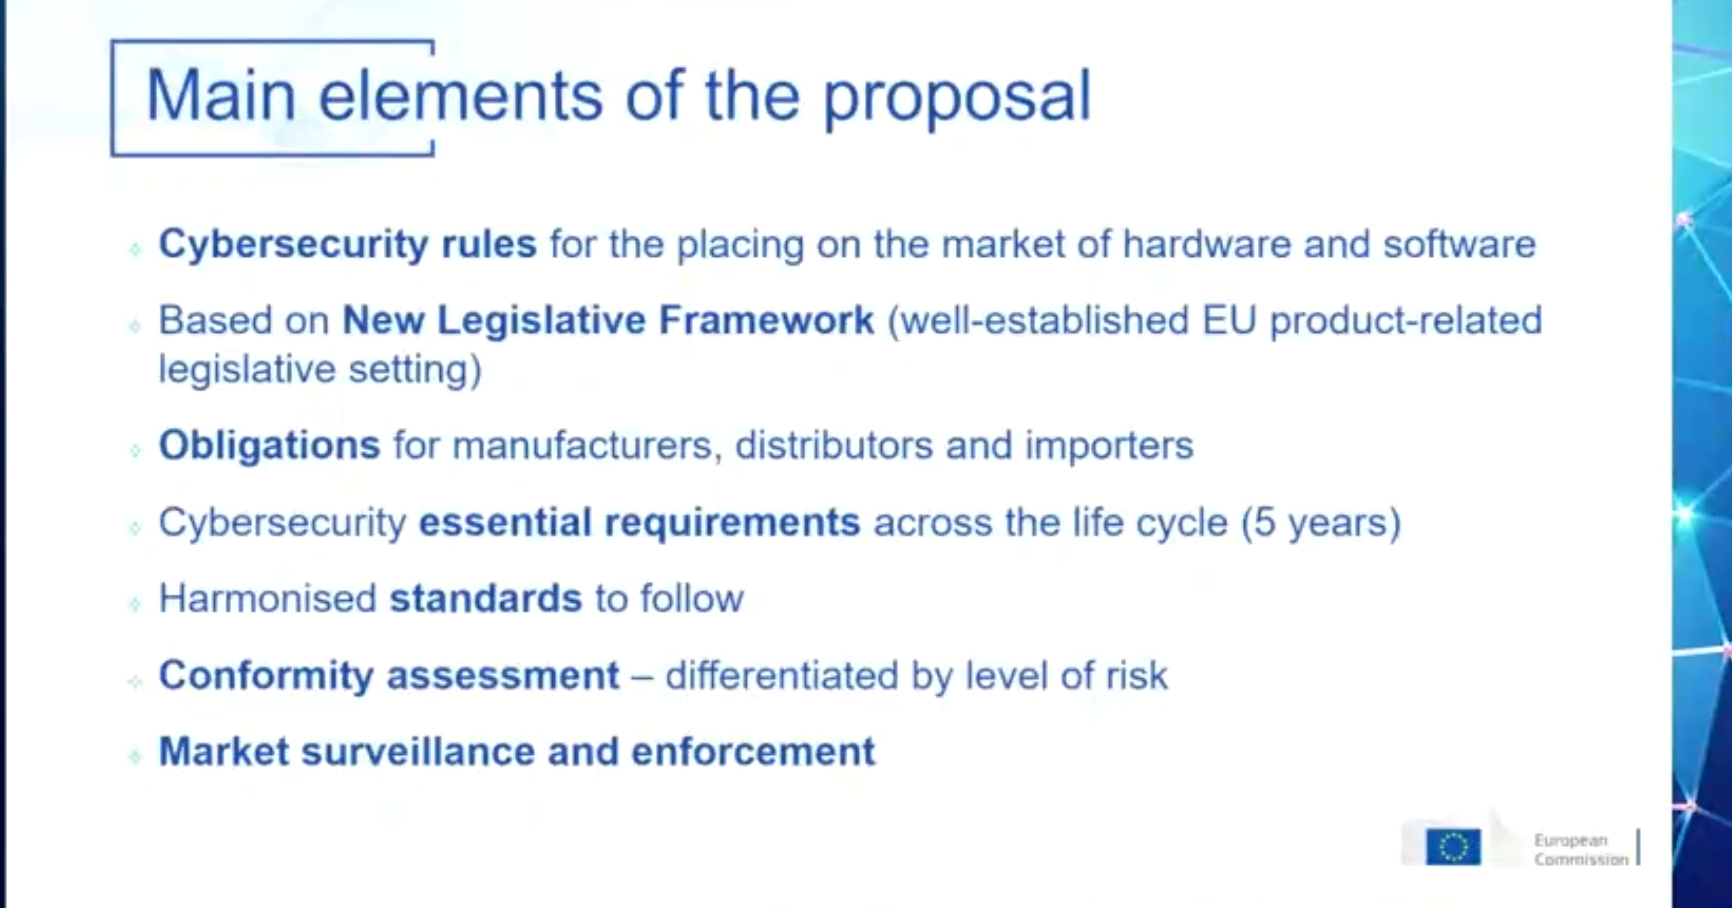 Main elements of the proposal
Cybersecurity rules for the placing on the market of hardware and software
Based on New Legislative Framework (well-established EU product-related
legislative setting)
Obligations for manufacturers, distributors and importers
Cybersecurity essential requirements across the life cycle (5 years)
Harmonised standards to follow
Conformity assessment – differentiated by level of risk
Market surveillance and enforcement
European
Commission